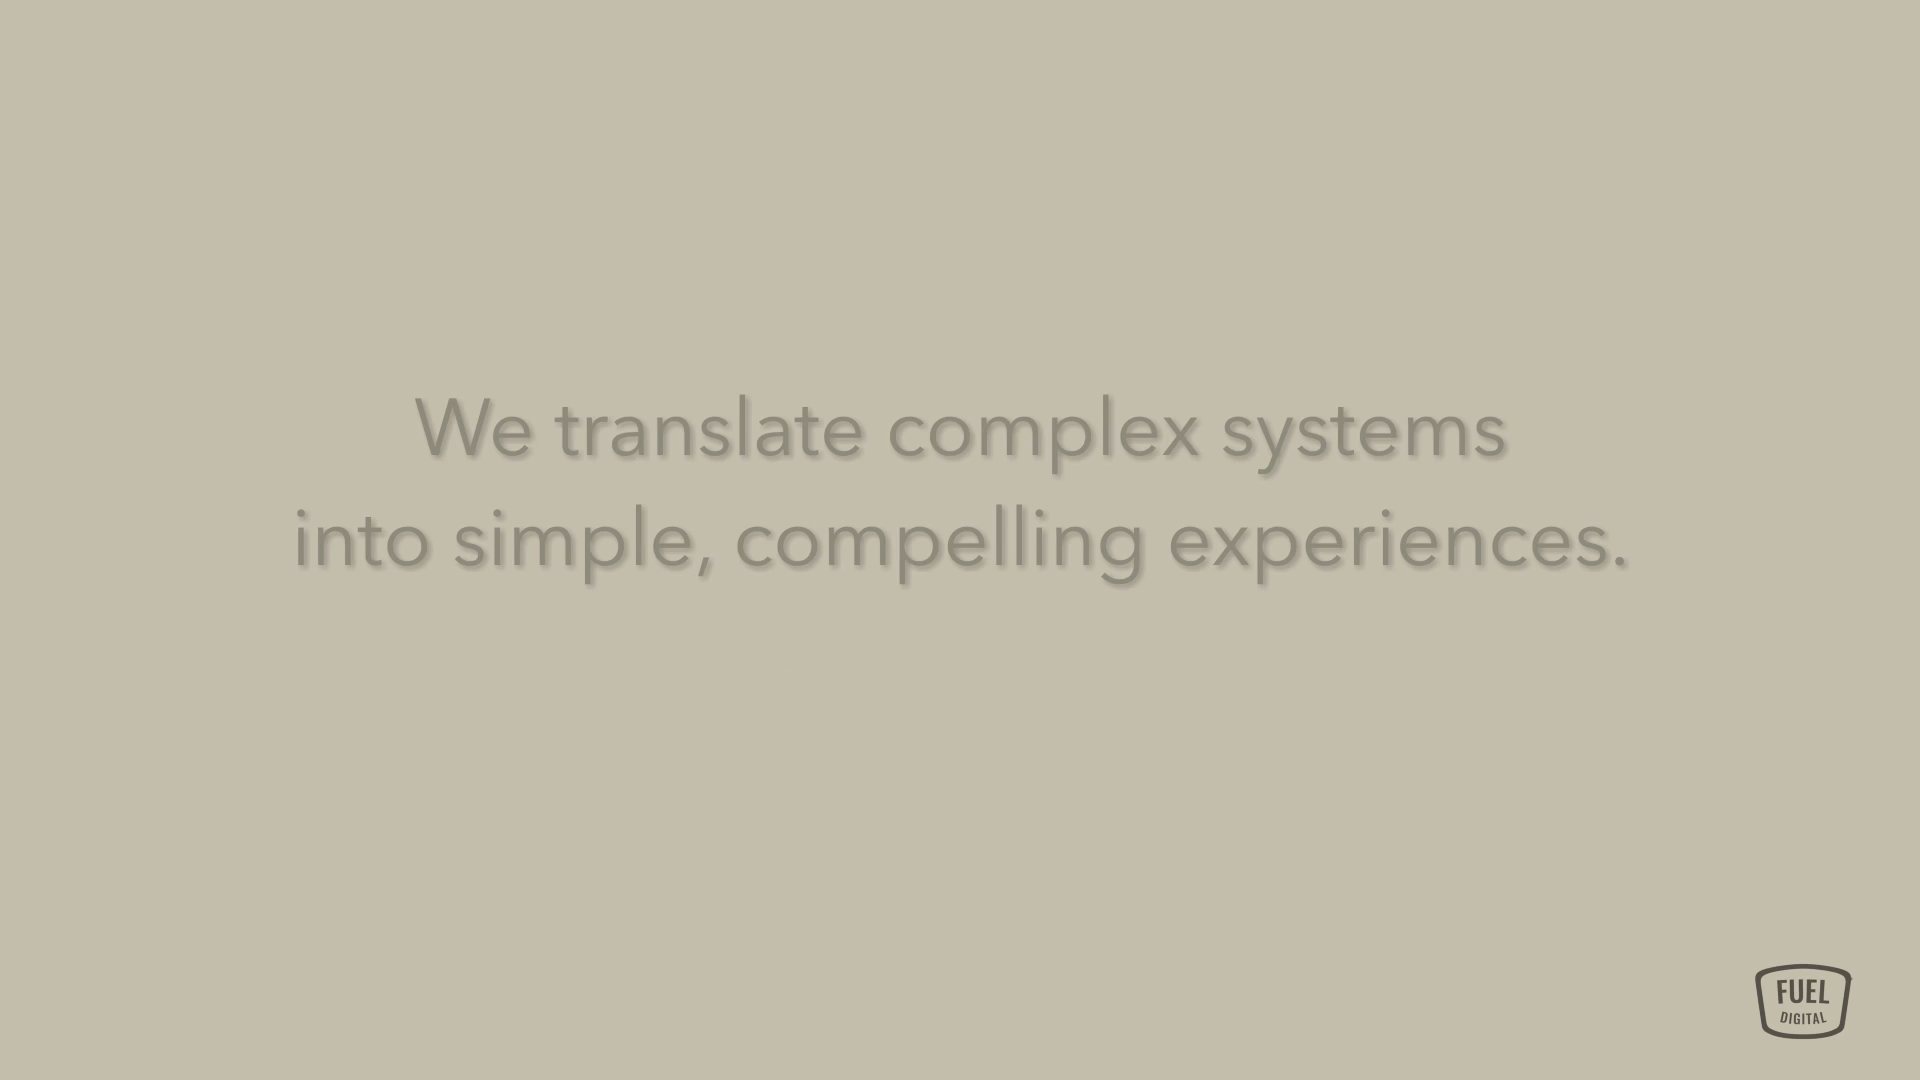 We translate complex systems
into simple, compelling experiences.
FUEL
DIGITAL